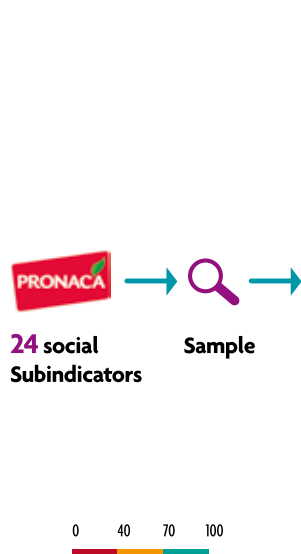 PRONACA
24 social
Subindicators
Sample
0 40 70 100